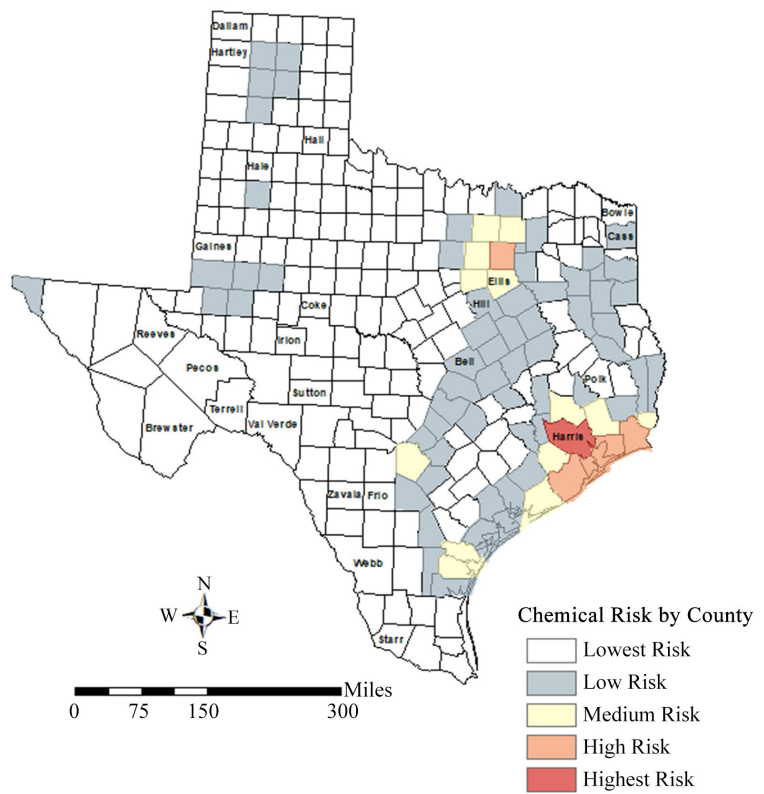 Dallam
Hartley
Hall
Hale
Bowie
Cass
Gaines
Ellis
Hill
Coke
Reeves
Irion
Pecos
Bell
Polk
Sutton
Terrell
Val Verde
Brewster
Harris
Zavala Frio
Webb
Starr
N
W E
S
Miles
0 75 150 300
Chemical Risk by County
Lowest Risk
Low Risk
Medium Risk
High Risk
Highest Risk